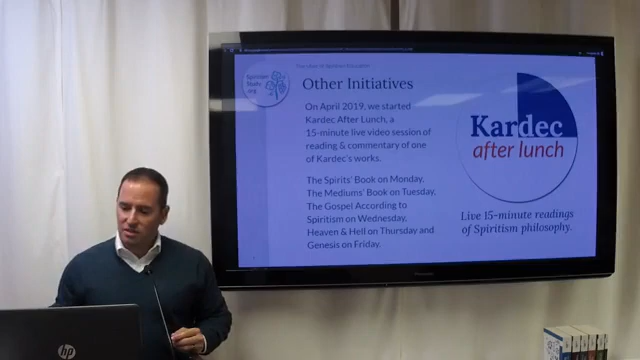 Spiritist
Study
.org
Other Initiatives
On April 2019, we started
Kardec After Lunch, a
15-minute live video session of
reading & commentary of one
of Kardec's works.
The Spirits' Book on Monday,
The Mediums' Book on Tuesday,
The Gospel According to
Spiritism on Wednesday,
Heaven & Hell on Thursday and
Genesis on Friday.
Kardec
after lunch
Live 15-minute readings
of Spiritism philosophy.
hp